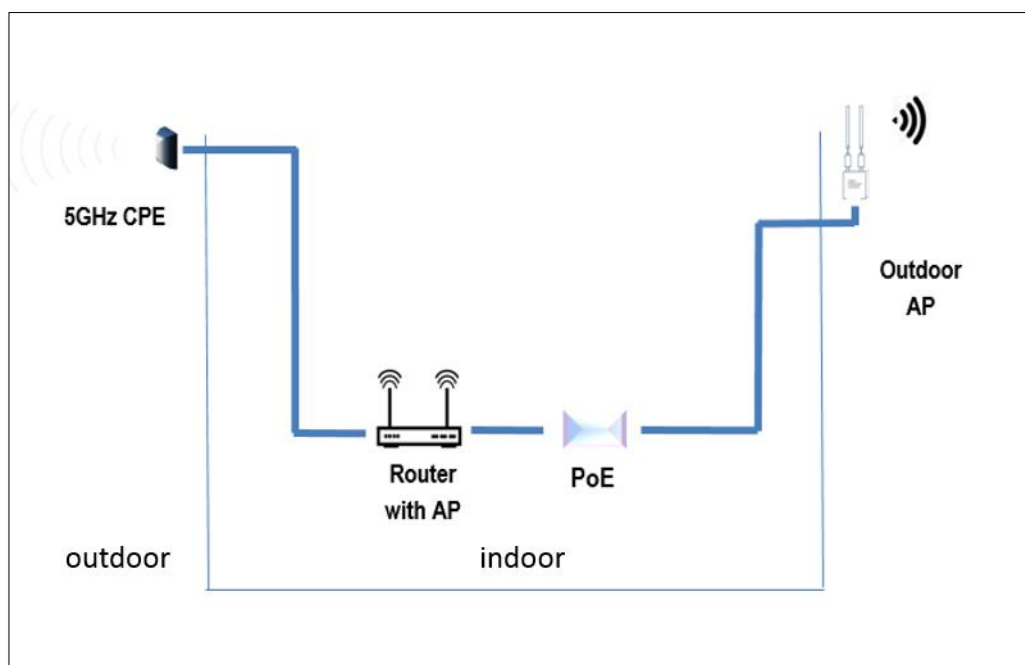 5GHz CPE
Outdoor
AP
Router
with AP
PoE
outdoor
indoor